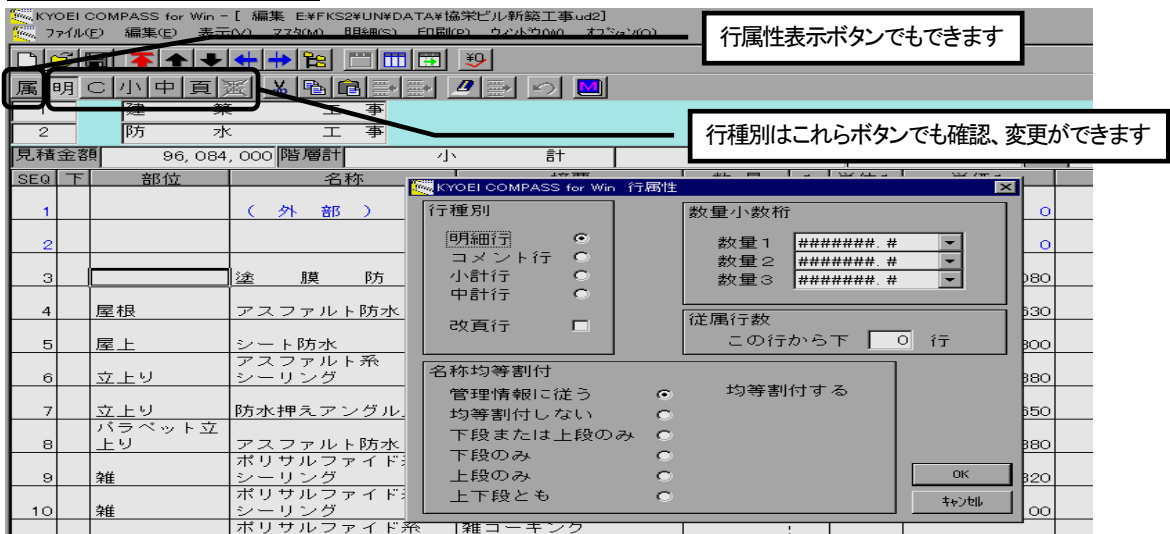 KYOEI COMPASS for Win - [ 編集 E:¥FKS2¥UN¥DATA¥協栄ビル新築工事.ud2]
ファイル(F) 編集(E) 表示(V) マスタ(M) 明細(S) 印刷(P) ウィンドウ(W) オプション(O)
行属性表示ボタンでもできます
属 明 C 小 中 頁
行種別はこれらボタンでも確認、変更ができます
1 建 築 工 事
2 防 水 工 事
見積金額 96,084,000 階層計 小 計
SEQ 下 部位 名称 摘要
1 ( 外 部 ) 0
2 0
3 塗 膜 防 080
4 屋根 アスファルト防水 630
5 屋上 シート防水 300
6 立上り アスファルト系
シーリング 380
7 立上り 防水押えアングル 650
8 パラペット立
上り アスファルト防水 380
9 雑 ポリサルファイド
シーリング 320
10 雑 ポリサルファイド
シーリング 00
ポリサルファイド系 雑コーキング
KYOEI COMPASS for Win 行属性
行種別
明細行
コメント行
小計行
中計行
改頁行
数量小数桁
数量1 #######.#
数量2 #######.#
数量3 #######.#
従属行数
この行から下 0 行
名称均等割付
管理情報に従う 均等割付する
均等割付しない
下段または上段のみ
下段のみ
上段のみ
上下段とも
OK
キャンセル